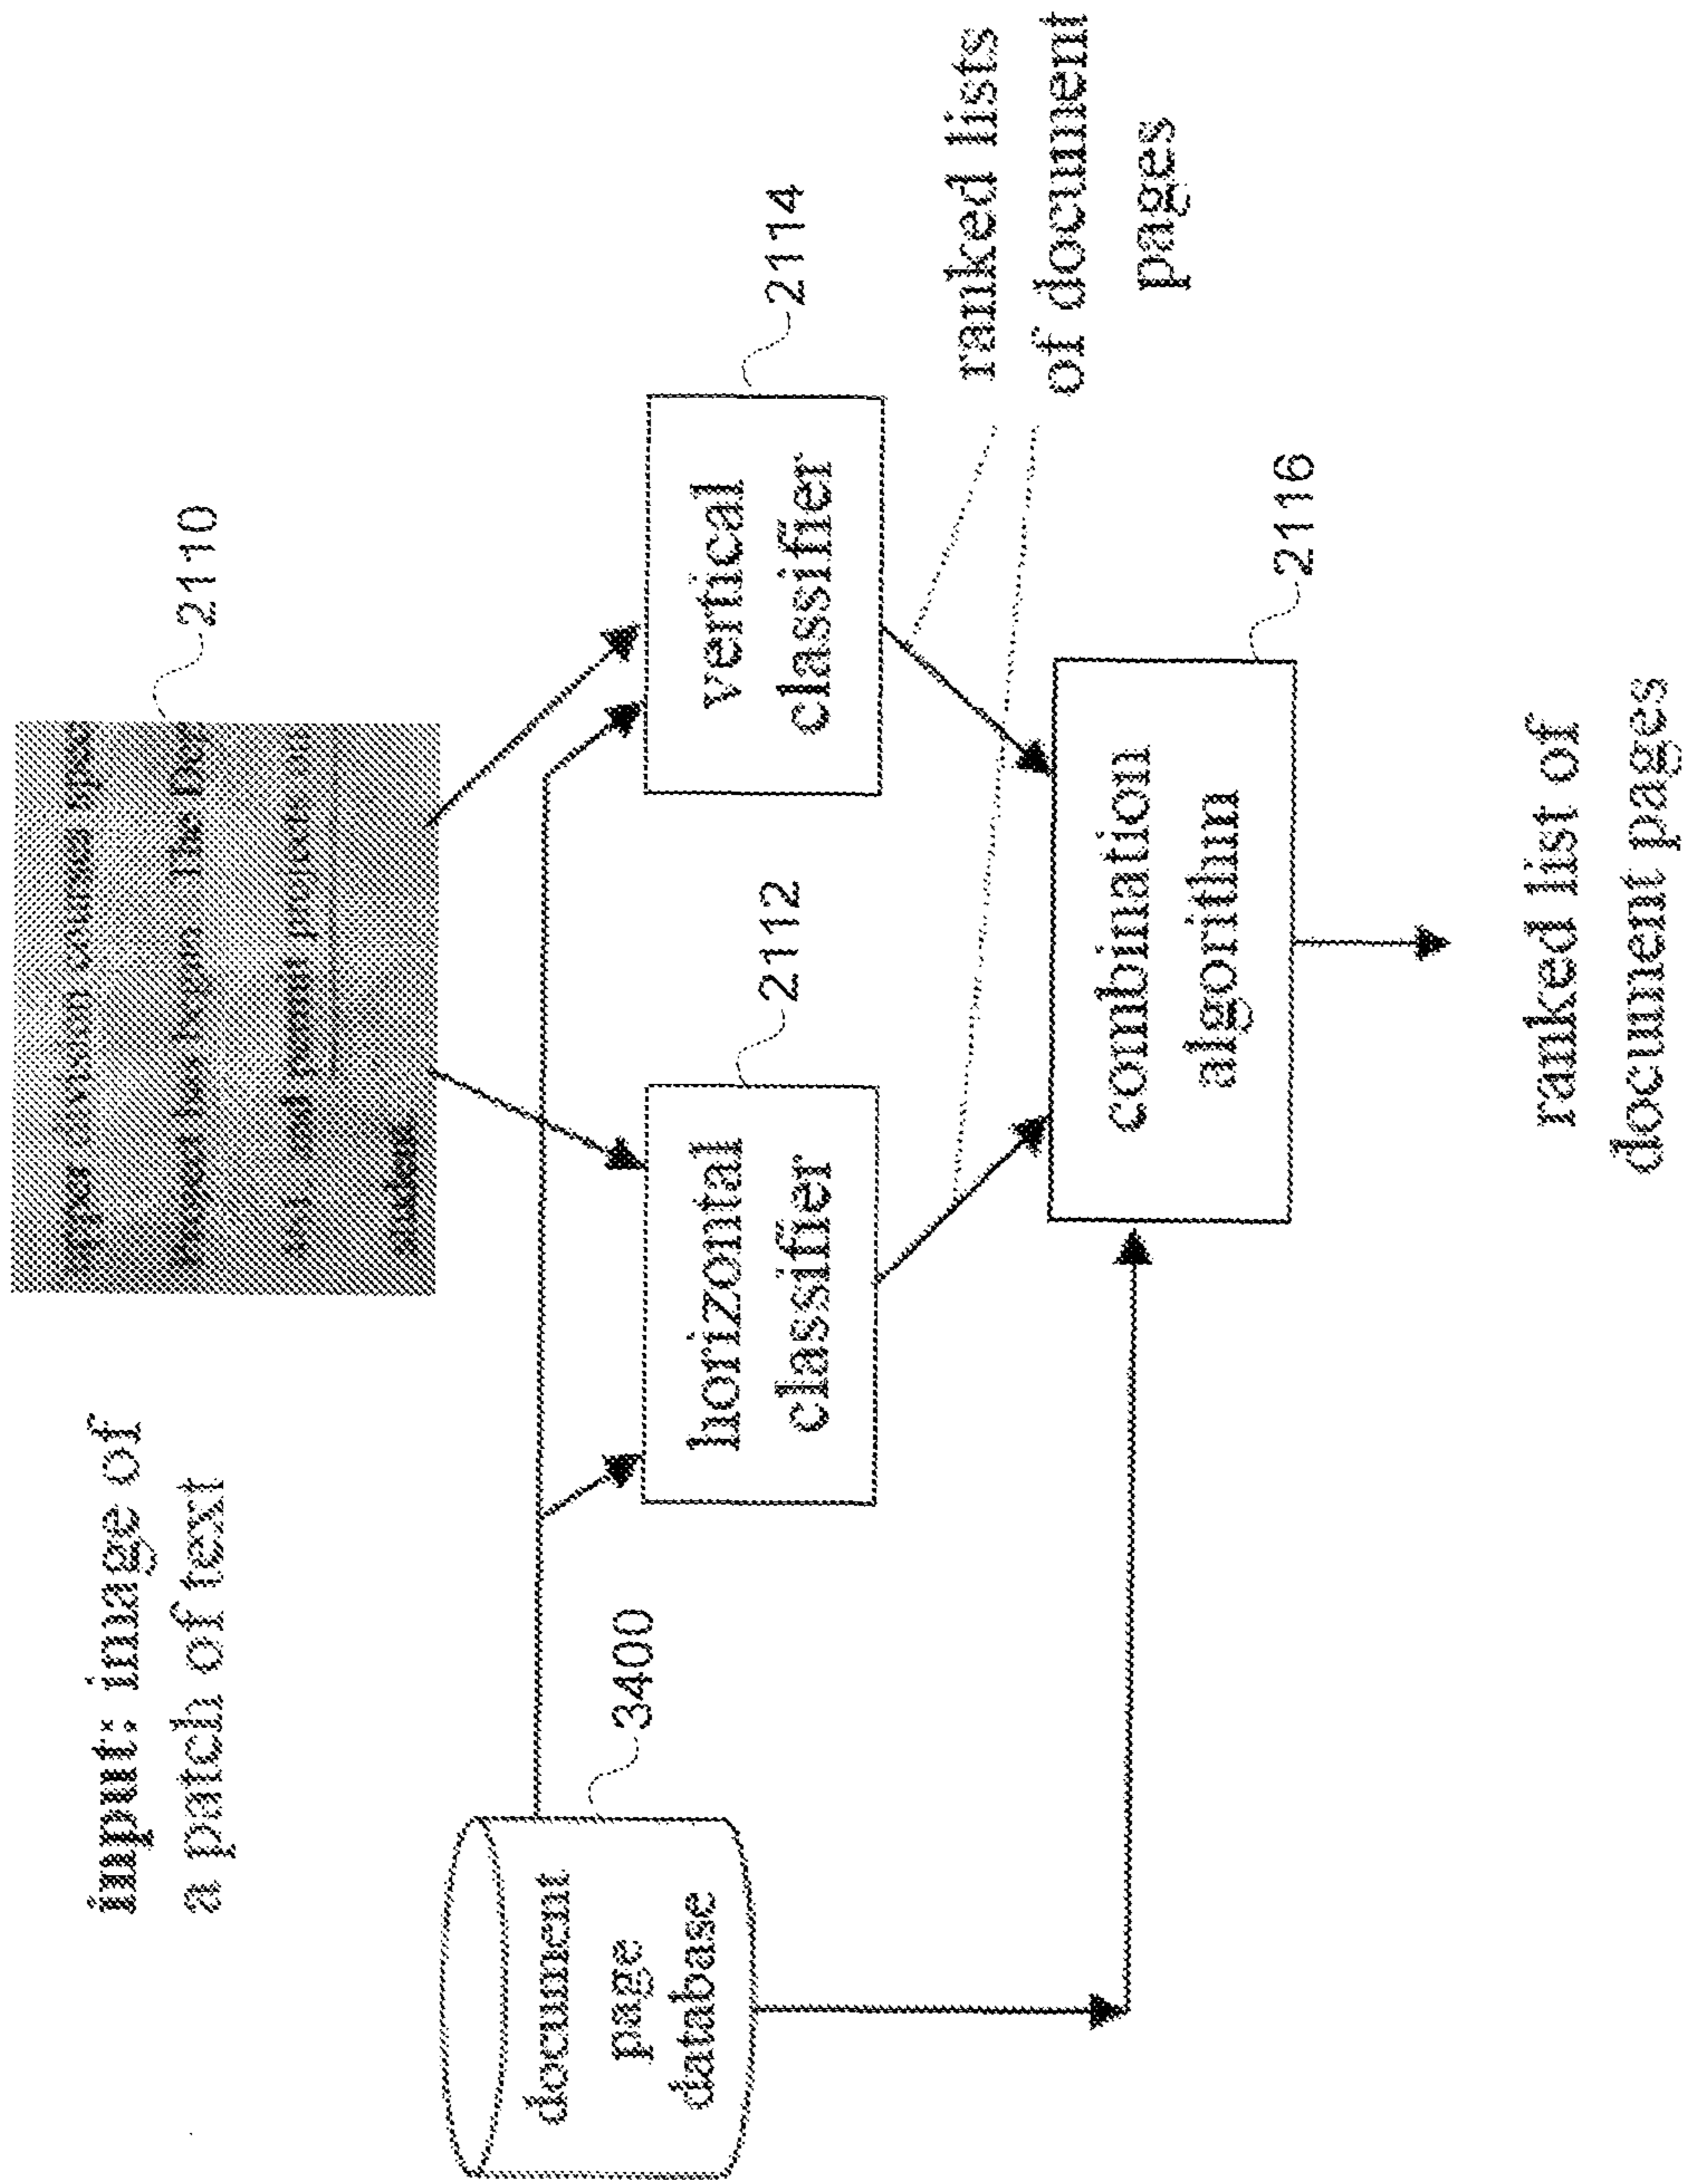 input: image of
a patch of text
2110
document
page
database
3400
horizontal
classifier
2112
vertical
classifier
2114
ranked lists
of document
pages
combination
algorithm
2116
ranked list of
document pages